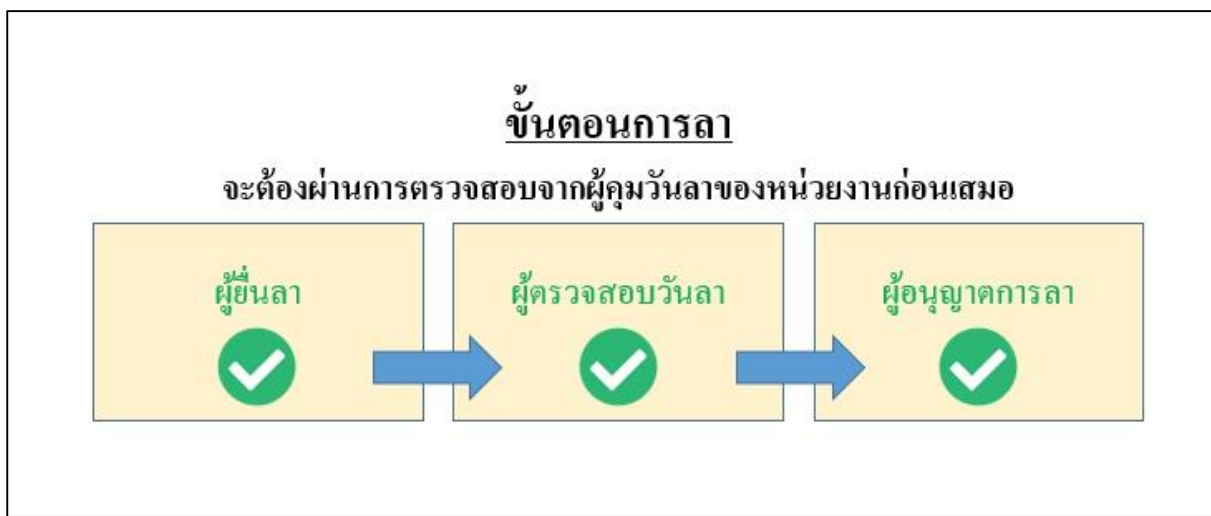 ขั้นตอนการลา
จะต้องผ่านการตรวจสอบจากผู้คุมวันลาของหน่วยงานก่อนเสมอ
ผู้ยื่นลา
ผู้ตรวจสอบวันลา
ผู้อนุญาตการลา